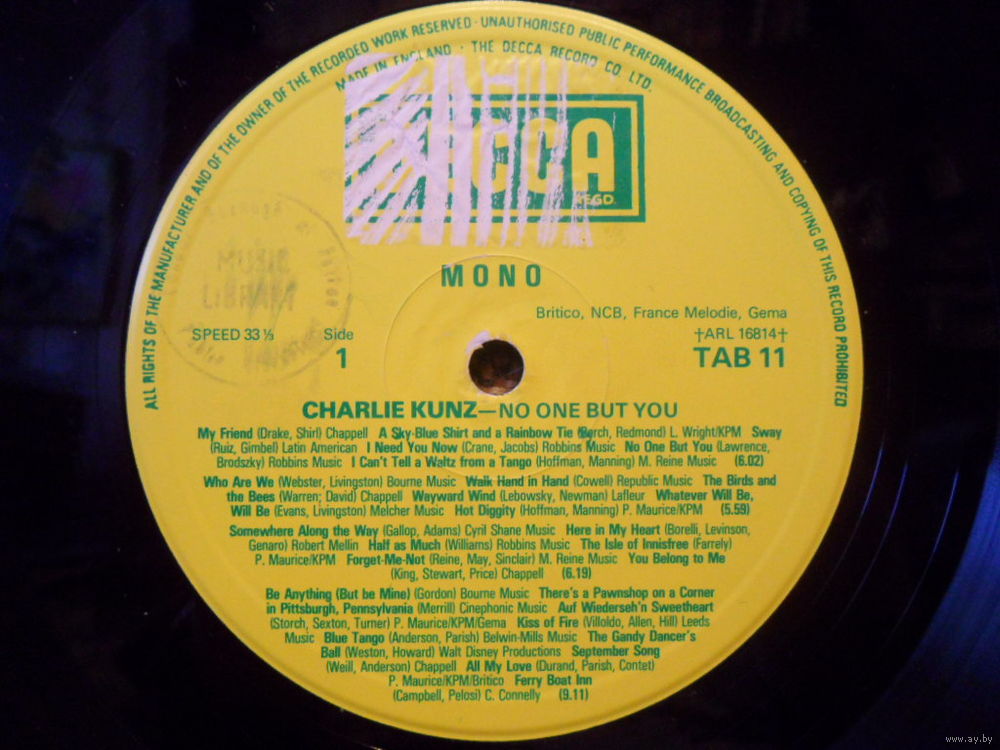 ALL RIGHTS OF THE MANUFACTURER AND OF THE OWNER OF THE RECORDED WORK RESERVED · UNAUTHORISED PUBLIC PERFORMANCE BROADCASTING AND COPYING OF THIS RECORD PROHIBITED
MADE IN ENGLAND · THE DECCA RECORD CO. LTD.
DECCA
REGD.
MONO
MUSIC
LIBRARY
Britico, NCB, France Melodie, Gema
SPEED 33⅓ Side †ARL 16814†
1 TAB 11
CHARLIE KUNZ—NO ONE BUT YOU
My Friend (Drake, Shirl) Chappell A Sky-Blue Shirt and a Rainbow Tie (Borch, Redmond) L. Wright/KPM Sway
(Ruiz, Gimbel) Latin American I Need You Now (Crane, Jacobs) Robbins Music No One But You (Lawrence,
Brodszky) Robbins Music I Can't Tell a Waltz from a Tango (Hoffman, Manning) M. Reine Music (6.02)
Who Are We (Webster, Livingston) Bourne Music Walk Hand in Hand (Cowell) Republic Music The Birds and
the Bees (Warren; David) Chappell Wayward Wind (Lebowsky, Newman) Lafleur Whatever Will Be,
Will Be (Evans, Livingston) Melcher Music Hot Diggity (Hoffman, Manning) P. Maurice/KPM (5.59)
Somewhere Along the Way (Gallop, Adams) Cyril Shane Music Here in My Heart (Borelli, Levinson,
Genaro) Robert Mellin Half as Much (Williams) Robbins Music The Isle of Innisfree (Farrely)
P. Maurice/KPM Forget-Me-Not (Reine, May, Sinclair) M. Reine Music You Belong to Me
(King, Stewart, Price) Chappell (6.19)
Be Anything (But be Mine) (Gordon) Bourne Music There's a Pawnshop on a Corner
in Pittsburgh, Pennsylvania (Merrill) Cinephonic Music Auf Wiederseh'n Sweetheart
(Storch, Sexton, Turner) P. Maurice/KPM/Gema Kiss of Fire (Villoldo, Allen, Hill) Leeds
Music Blue Tango (Anderson, Parish) Belwin-Mills Music The Gandy Dancer's
Ball (Weston, Howard) Walt Disney Productions September Song
(Weill, Anderson) Chappell All My Love (Durand, Parish, Contet)
P. Maurice/KPM/Britico Ferry Boat Inn
(Campbell, Pelosi) C. Connelly (9.11)
www.ay.by